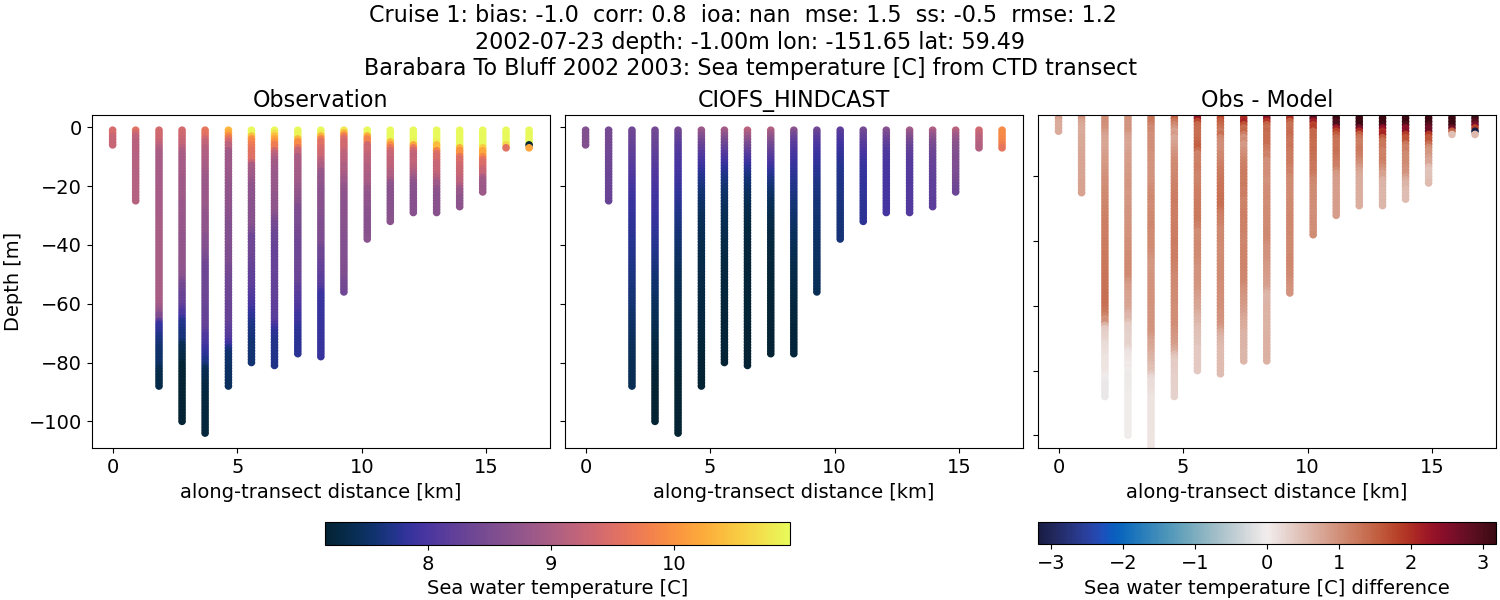 Cruise 1: bias: -1.0  corr: 0.8  ioa: nan  mse: 1.5  ss: -0.5  rmse: 1.2
2002-07-23 depth: -1.00m lon: -151.65 lat: 59.49
Barabara To Bluff 2002 2003: Sea temperature [C] from CTD transect
Observation
CIOFS_HINDCAST
Obs - Model
Depth [m]
0
−20
−40
−60
−80
−100
0 5 10 15
0 5 10 15
0 5 10 15
along-transect distance [km]
along-transect distance [km]
along-transect distance [km]
8 9 10
Sea water temperature [C]
−3 −2 −1 0 1 2 3
Sea water temperature [C] difference